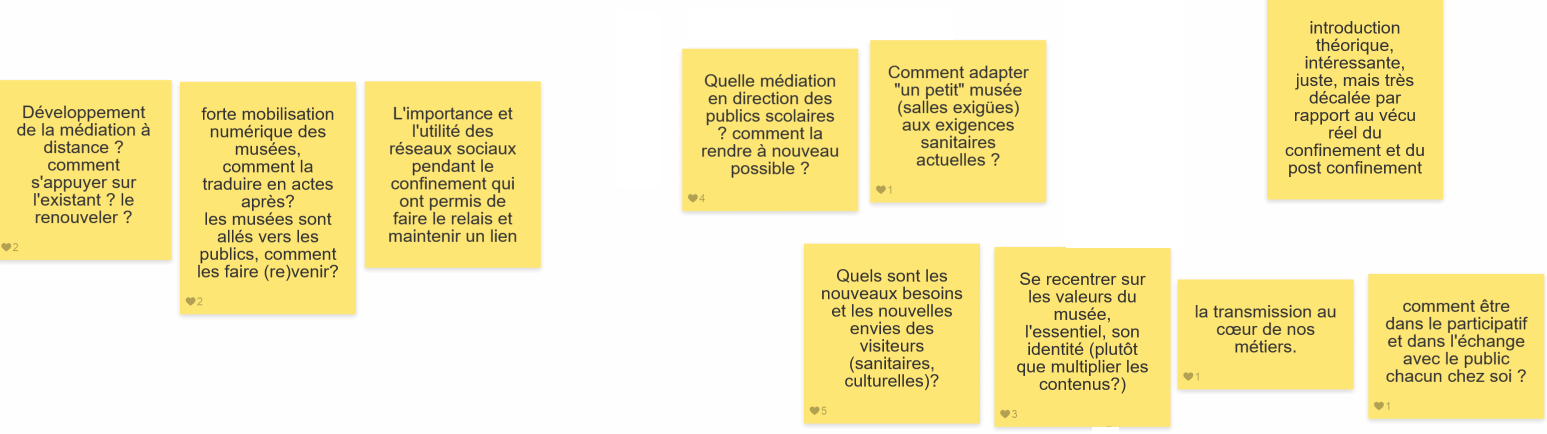 Développement
de la médiation à
distance ?
comment
s'appuyer sur
l'existant ? le
renouveler ?
2
forte mobilisation
numérique des
musées,
comment la
traduire en actes
après?
les musées sont
allés vers les
publics, comment
les faire (re)venir?
2
L'importance et
l'utilité des
réseaux sociaux
pendant le
confinement qui
ont permis de
faire le relais et
maintenir un lien
Quelle médiation
en direction des
publics scolaires
? comment la
rendre à nouveau
possible ?
4
Comment adapter
"un petit" musée
(salles exigües)
aux exigences
sanitaires
actuelles ?
1
introduction
théorique,
intéressante,
juste, mais très
décalée par
rapport au vécu
réel du
confinement et du
post confinement
Quels sont les
nouveaux besoins
et les nouvelles
envies des
visiteurs
(sanitaires,
culturelles)?
5
Se recentrer sur
les valeurs du
musée,
l'essentiel, son
identité (plutôt
que multiplier les
contenus?)
3
la transmission au
cœur de nos
métiers.
1
comment être
dans le participatif
et dans l'échange
avec le public
chacun chez soi ?
1